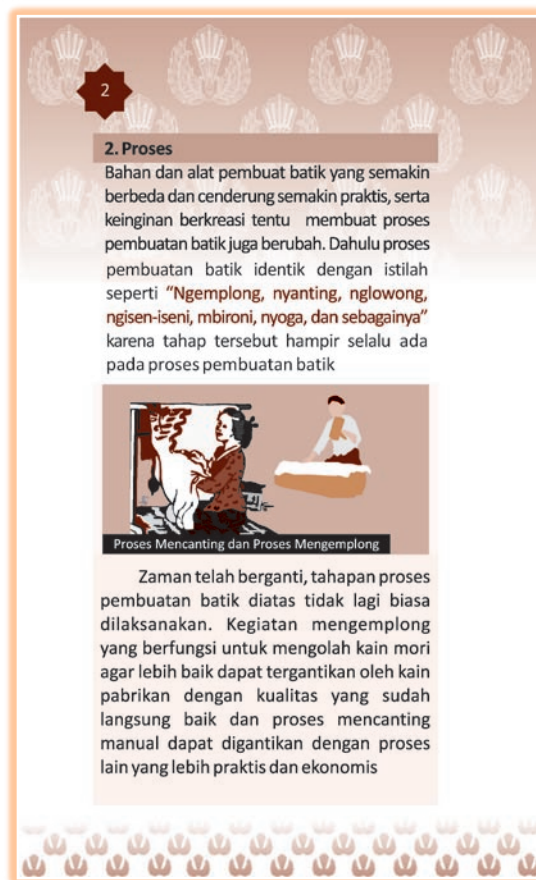 2
2. Proses
Bahan dan alat pembuat batik yang semakin
berbeda dan cenderung semakin praktis, serta
keinginan berkreasi tentu membuat proses
pembuatan batik juga berubah. Dahulu proses
pembuatan batik identik dengan istilah
seperti “Ngemplong, nyanting, nglowong,
ngisen-iseni, mbironi, nyoga, dan sebagainya”
karena tahap tersebut hampir selalu ada
pada proses pembuatan batik
Proses Mencanting dan Proses Mengemplong
Zaman telah berganti, tahapan proses
pembuatan batik diatas tidak lagi biasa
dilaksanakan. Kegiatan mengemplong
yang berfungsi untuk mengolah kain mori
agar lebih baik dapat tergantikan oleh kain
pabrikan dengan kualitas yang sudah
langsung baik dan proses mencanting
manual dapat digantikan dengan proses
lain yang lebih praktis dan ekonomis